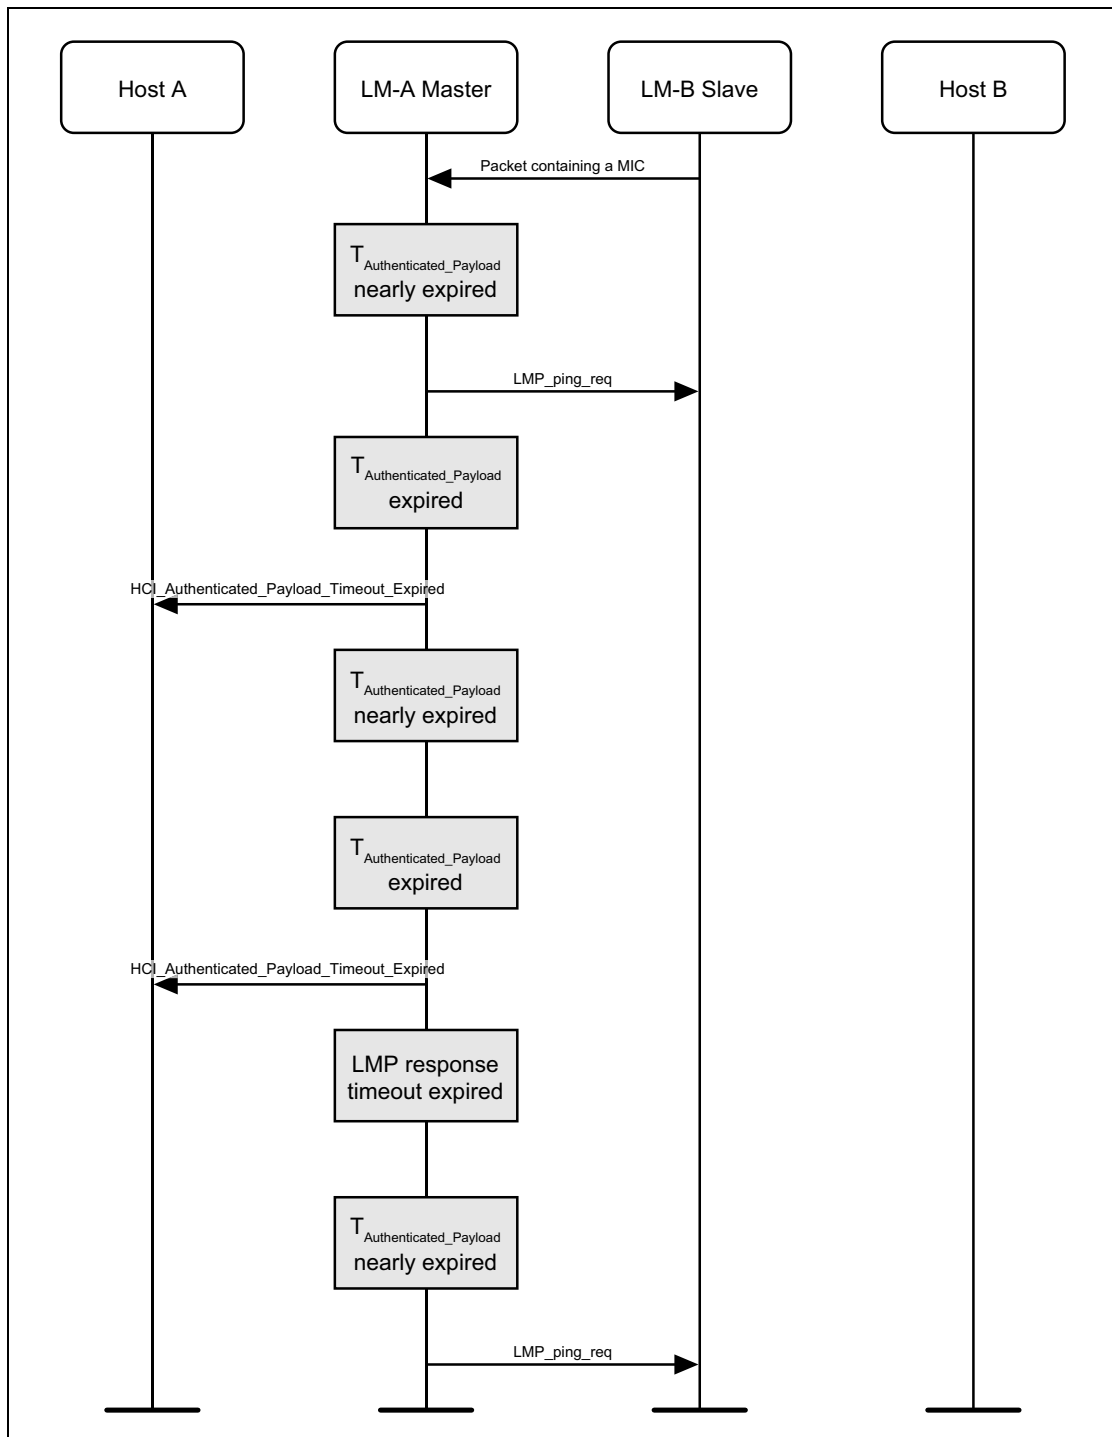 Host A
LM-A Master
LM-B Slave
Host B
Packet containing a MIC
TAuthenticated_Payload
nearly expired
LMP_ping_req
TAuthenticated_Payload
expired
HCI_Authenticated_Payload_Timeout_Expired
TAuthenticated_Payload
nearly expired
TAuthenticated_Payload
expired
HCI_Authenticated_Payload_Timeout_Expired
LMP response
timeout expired
TAuthenticated_Payload
nearly expired
LMP_ping_req